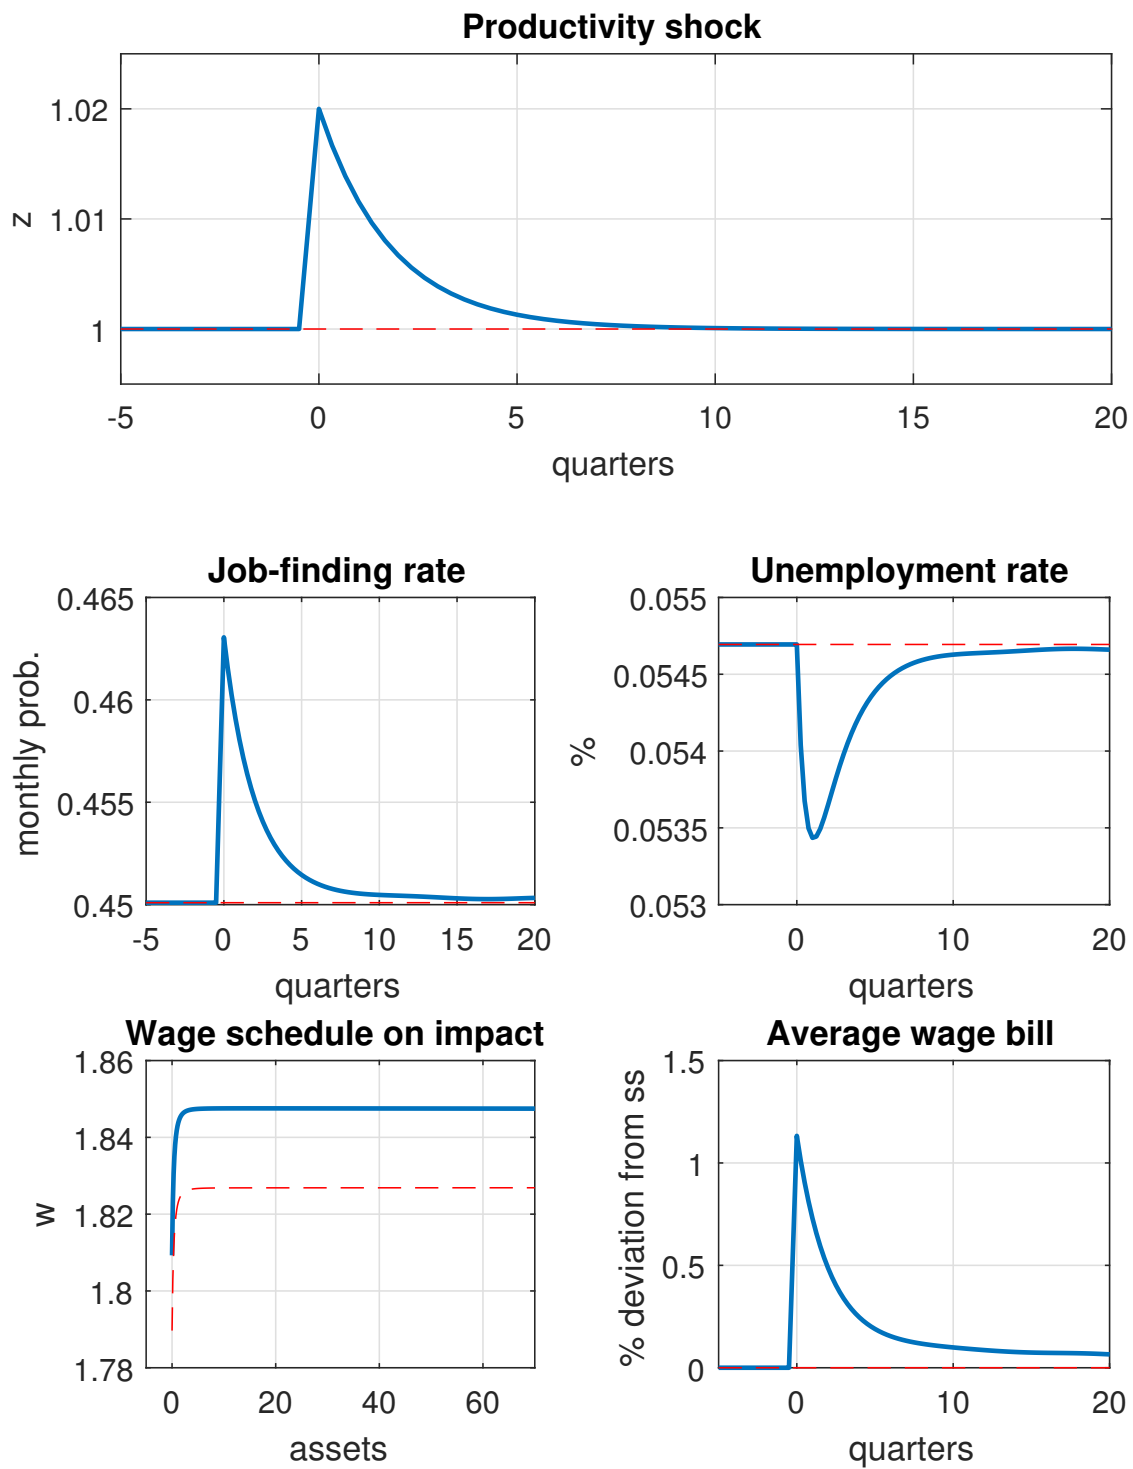 Productivity shock
1.02
1.01
1
z
-5 0 5 10 15 20
quarters
Job-finding rate
0.465
0.46
0.455
0.45
monthly prob.
-5 0 5 10 15 20
quarters
Unemployment rate
0.055
0.0545
0.054
0.0535
0.053
%
0 10 20
quarters
Wage schedule on impact
1.86
1.84
1.82
1.8
1.78
w
0 20 40 60
assets
Average wage bill
1.5
1
0.5
0
% deviation from ss
0 10 20
quarters